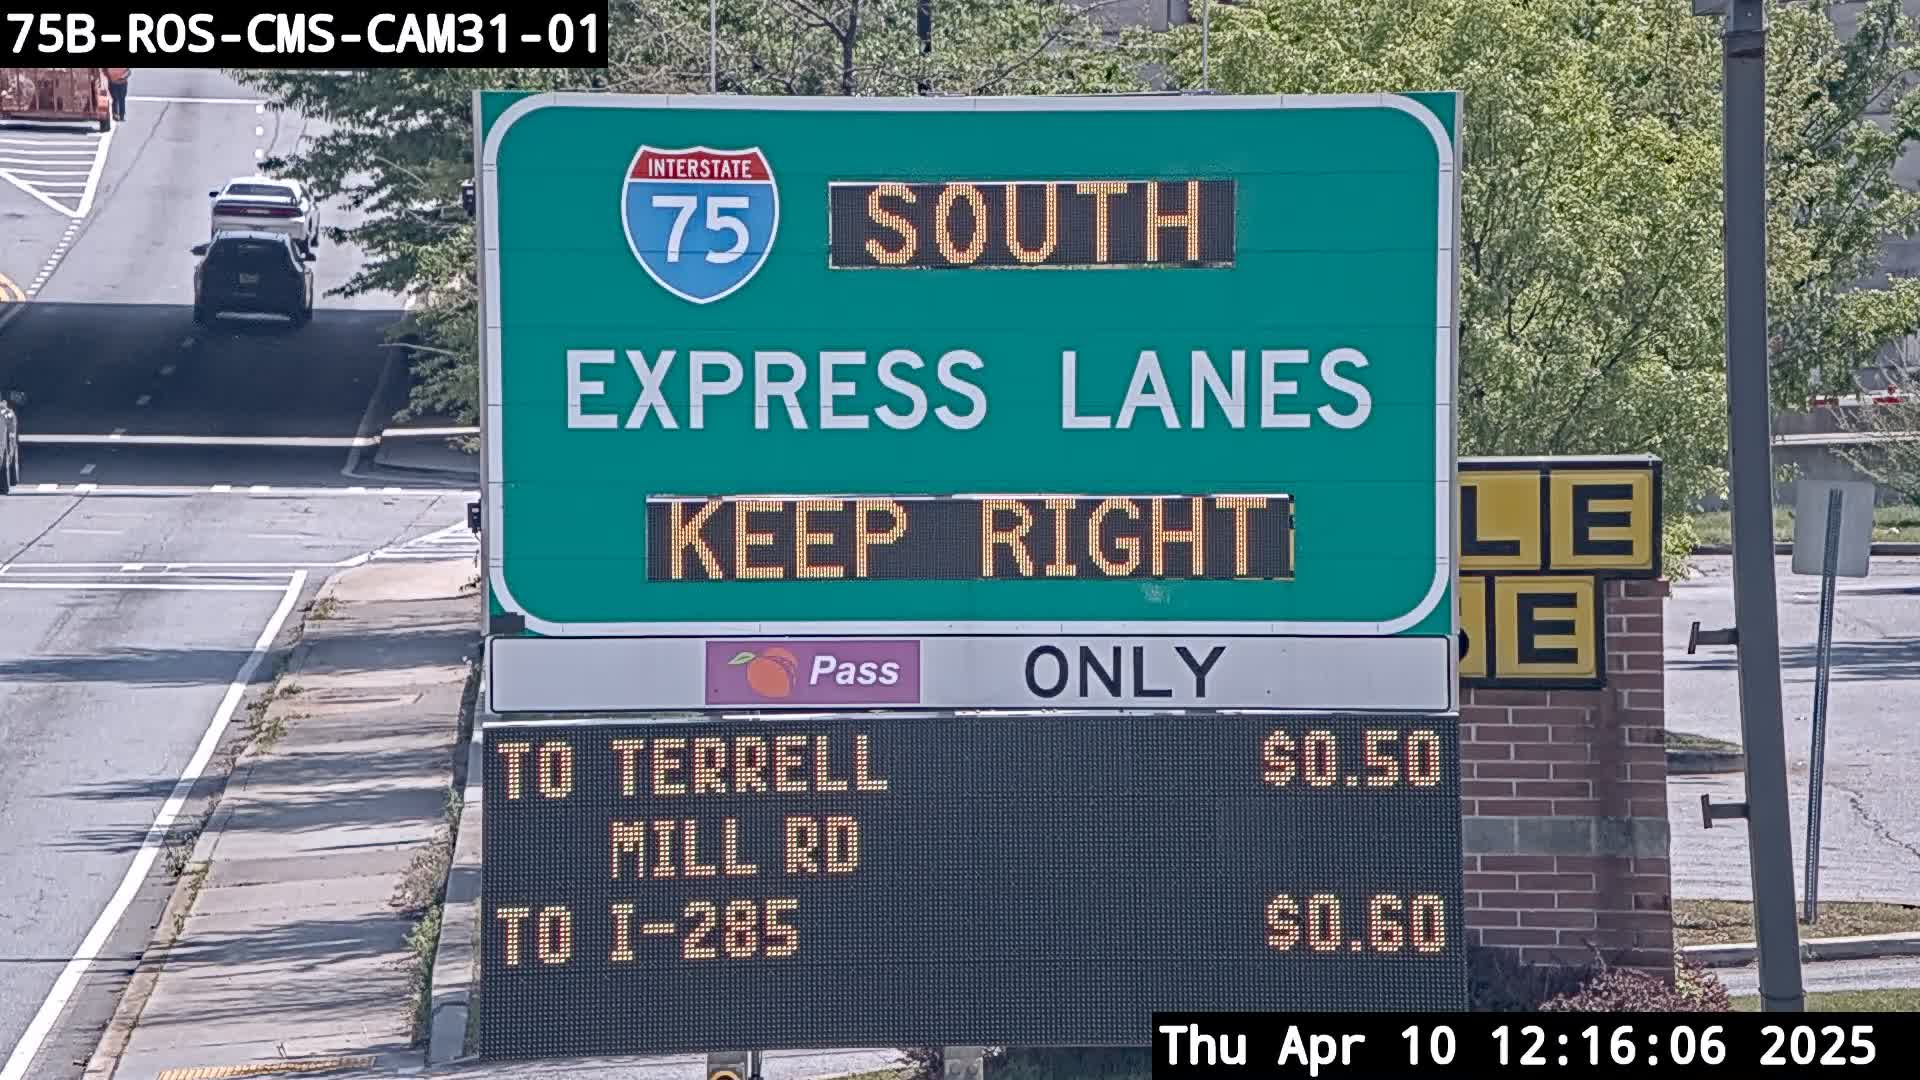 75B-ROS-CMS-CAM31-01
INTERSTATE
75
SOUTH
EXPRESS LANES
KEEP RIGHT
LE
E
Pass ONLY
TO TERRELL $0.50
MILL RD
TO I-285 $0.60
Thu Apr 10 12:16:06 2025